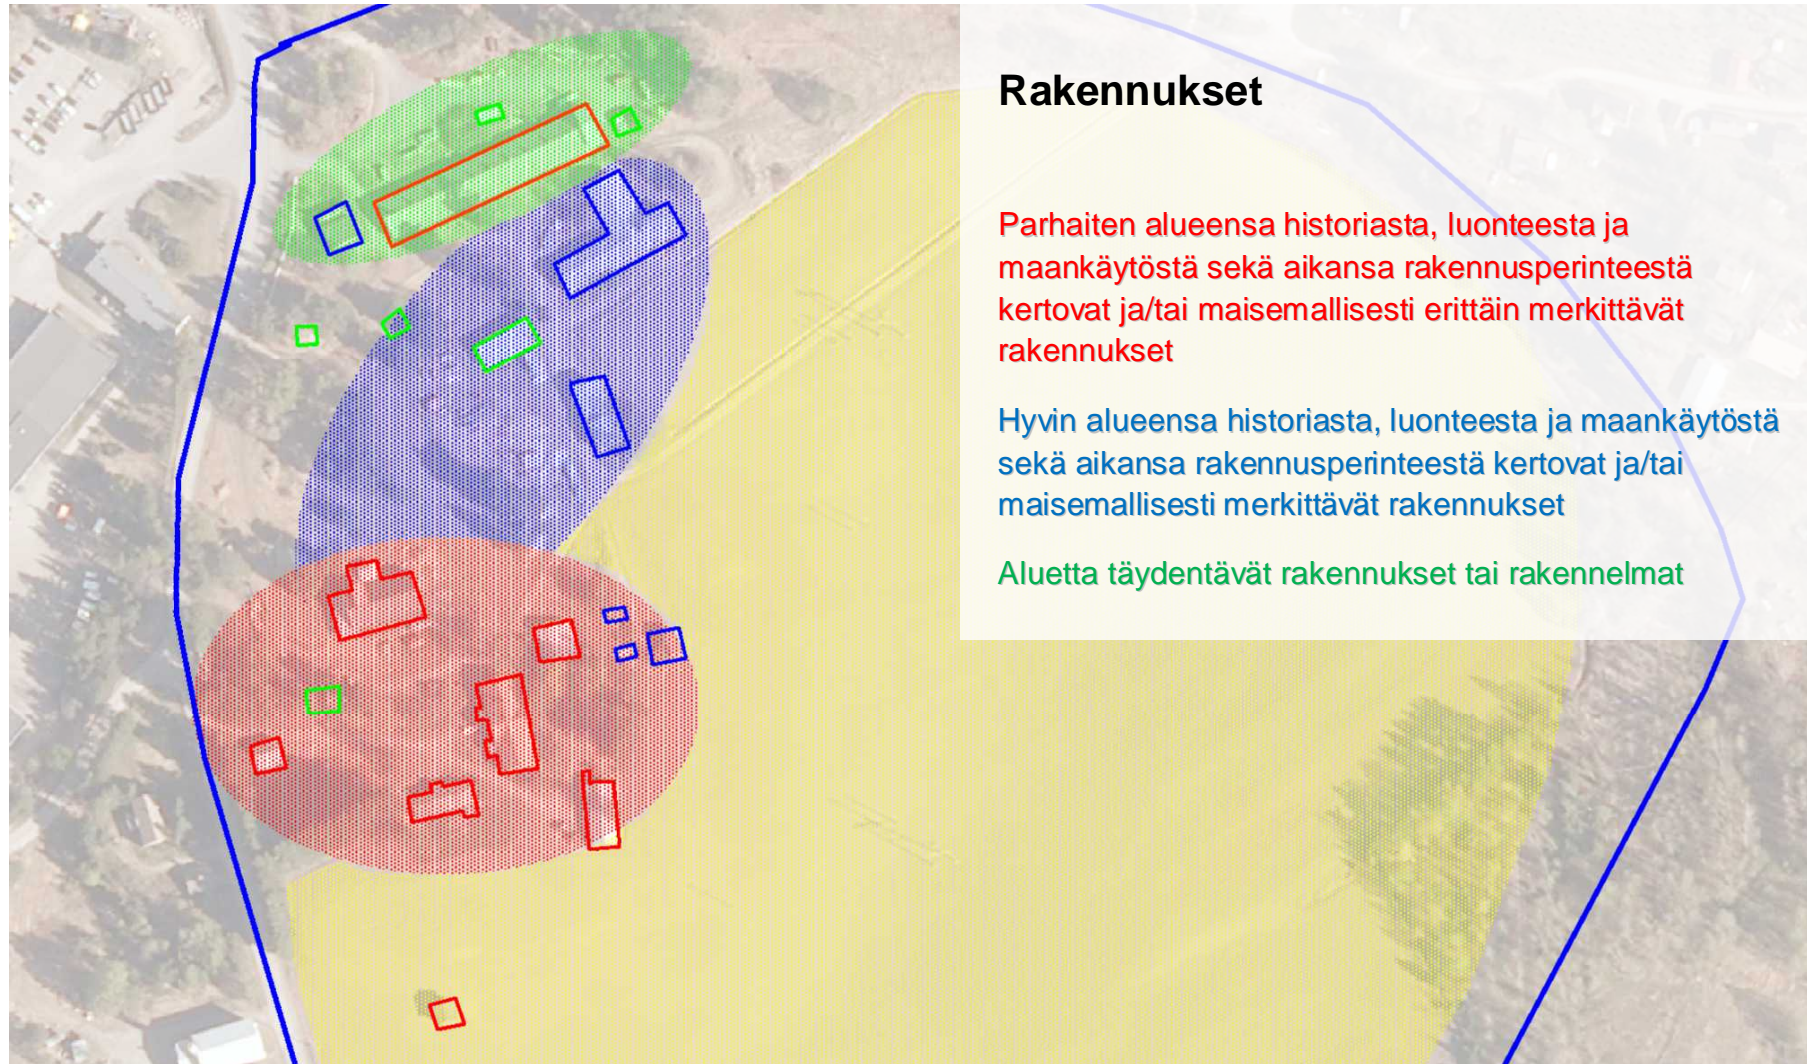 Rakennukset
Parhaiten alueensa historiasta, luonteesta ja
maankäytöstä sekä aikansa rakennusperinteestä
kertovat ja/tai maisemallisesti erittäin merkittävät
rakennukset
Hyvin alueensa historiasta, luonteesta ja maankäytöstä
sekä aikansa rakennusperinteestä kertovat ja/tai
maisemallisesti merkittävät rakennukset
Aluetta täydentävät rakennukset tai rakennelmat